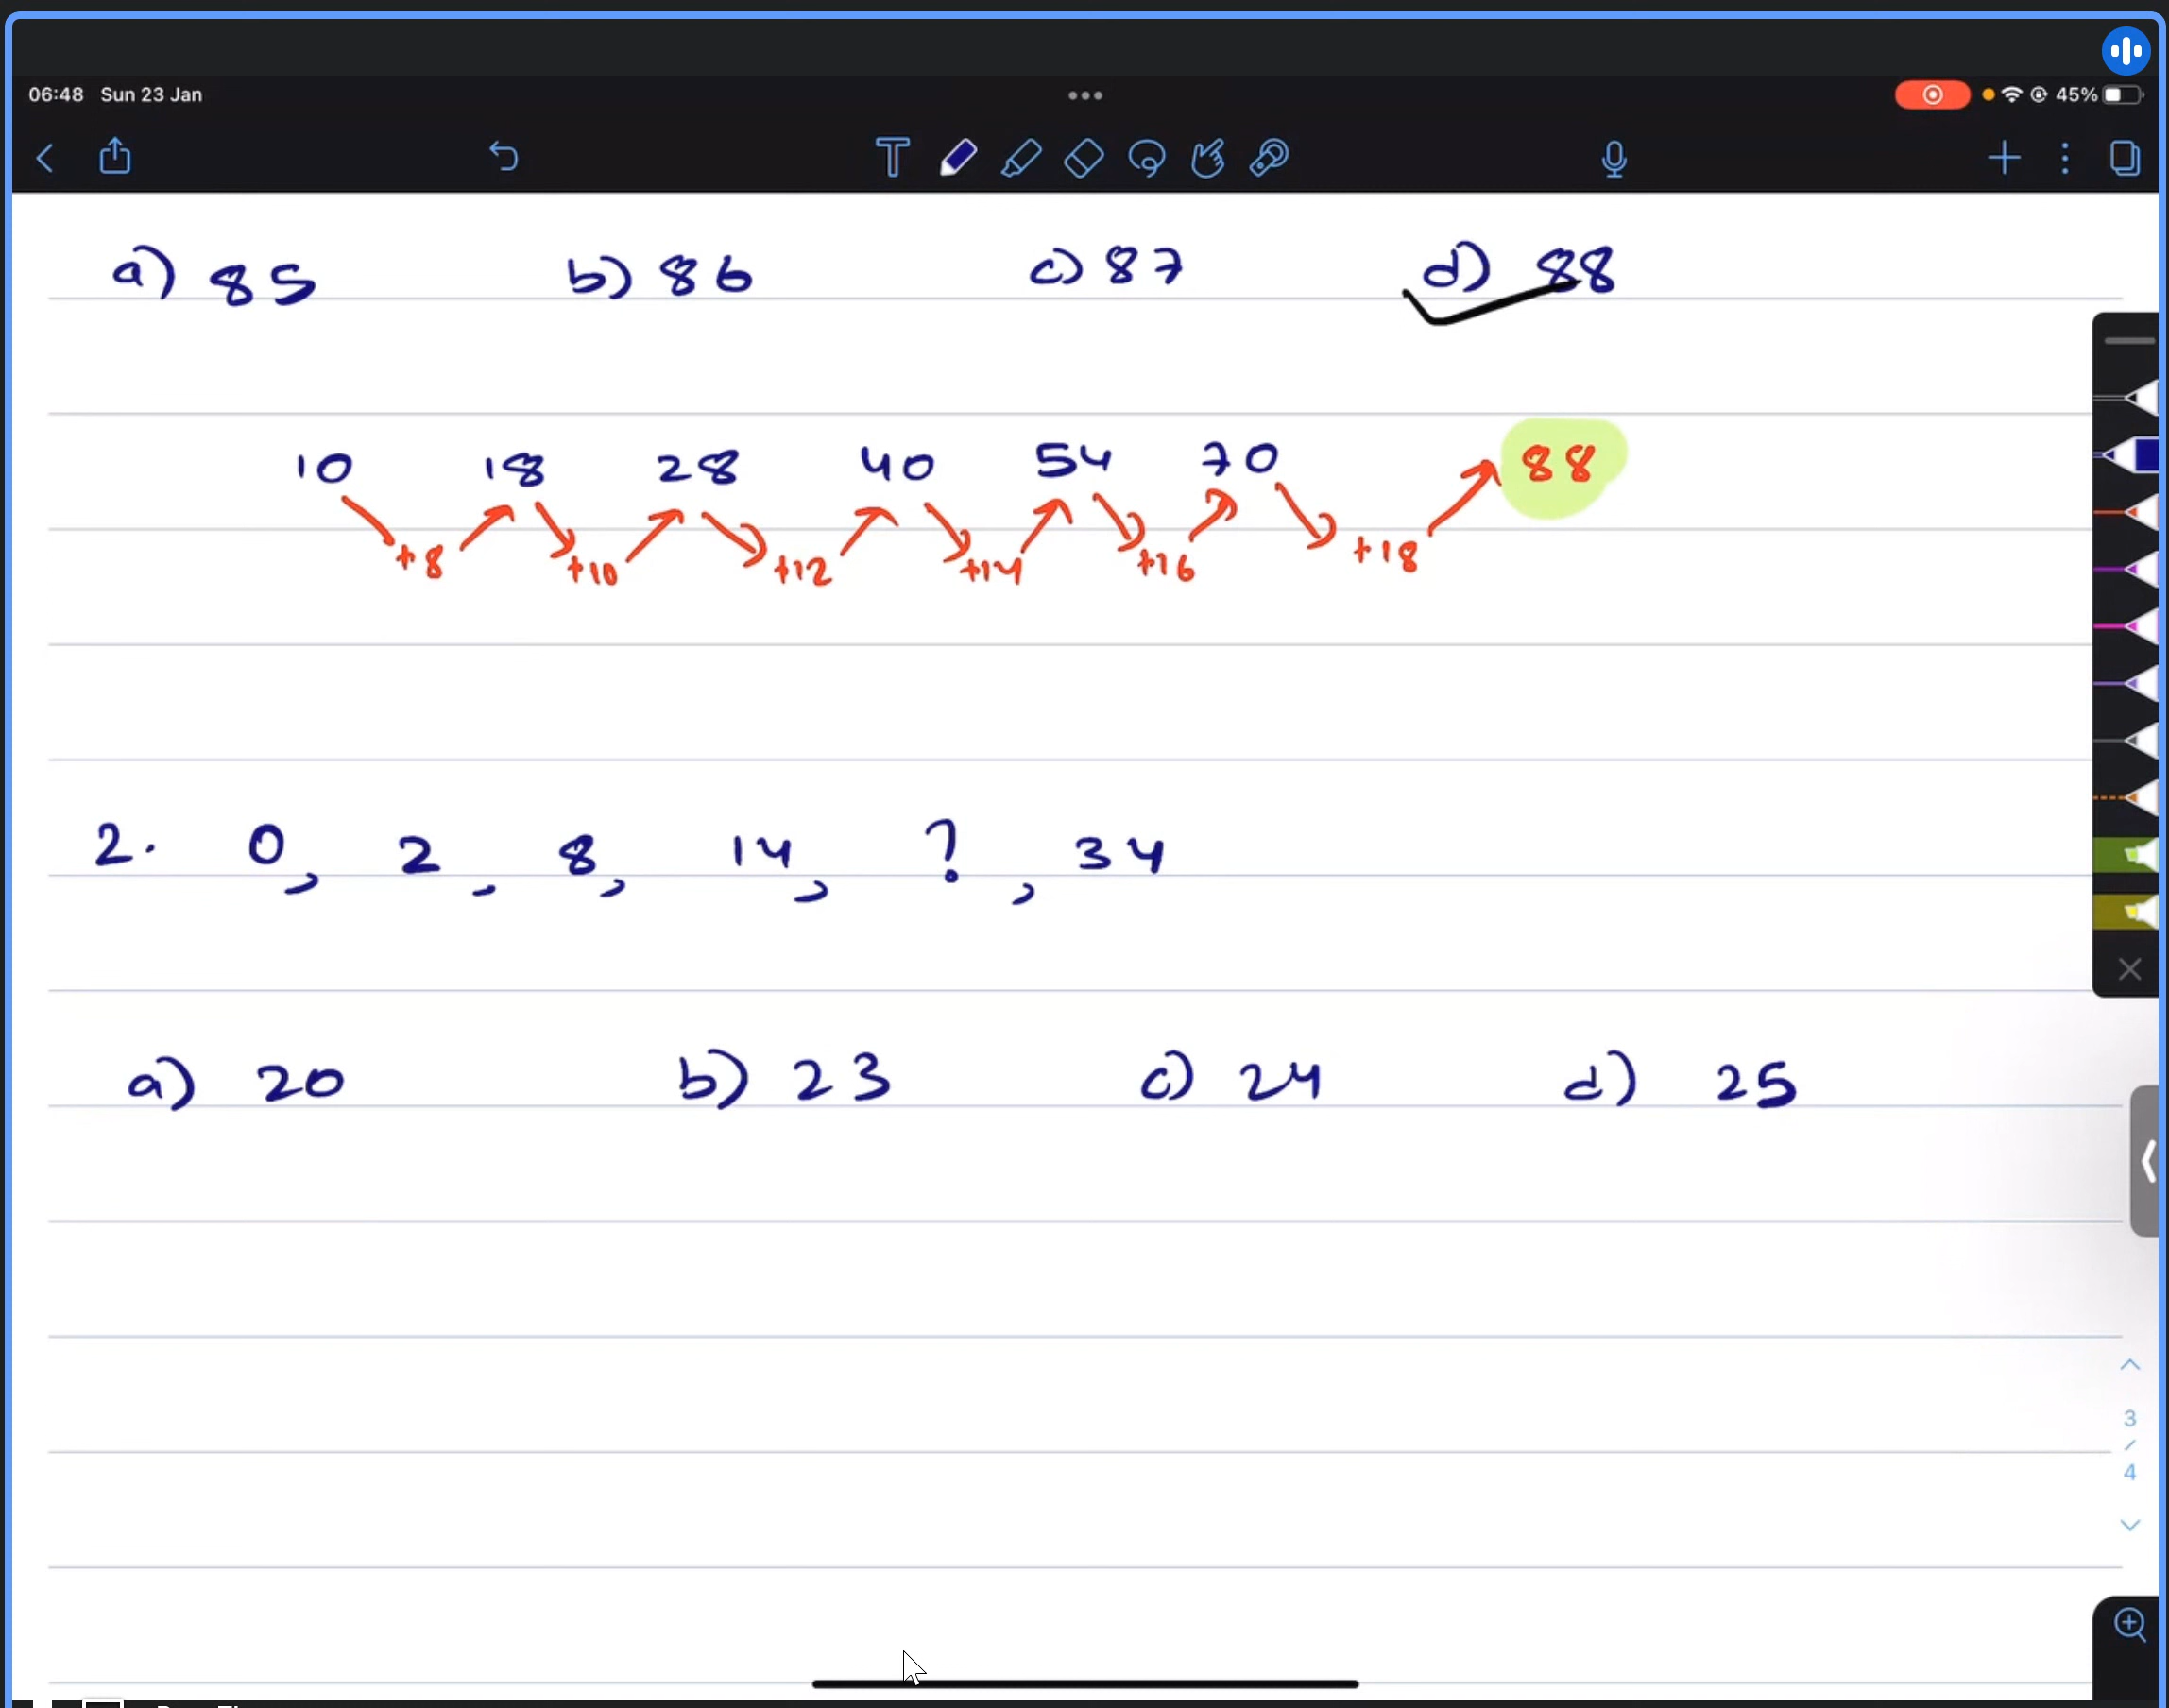 06:48 Sun 23 Jan 45%
a) 85 b) 86 c) 87 d) 88
10 18 28 40 54 70 88
+8 +10 +12 +14 +16 +18
2. 0, 2, 8, 14, ?, 34
a) 20 b) 23 c) 24 d) 25
3
/
4